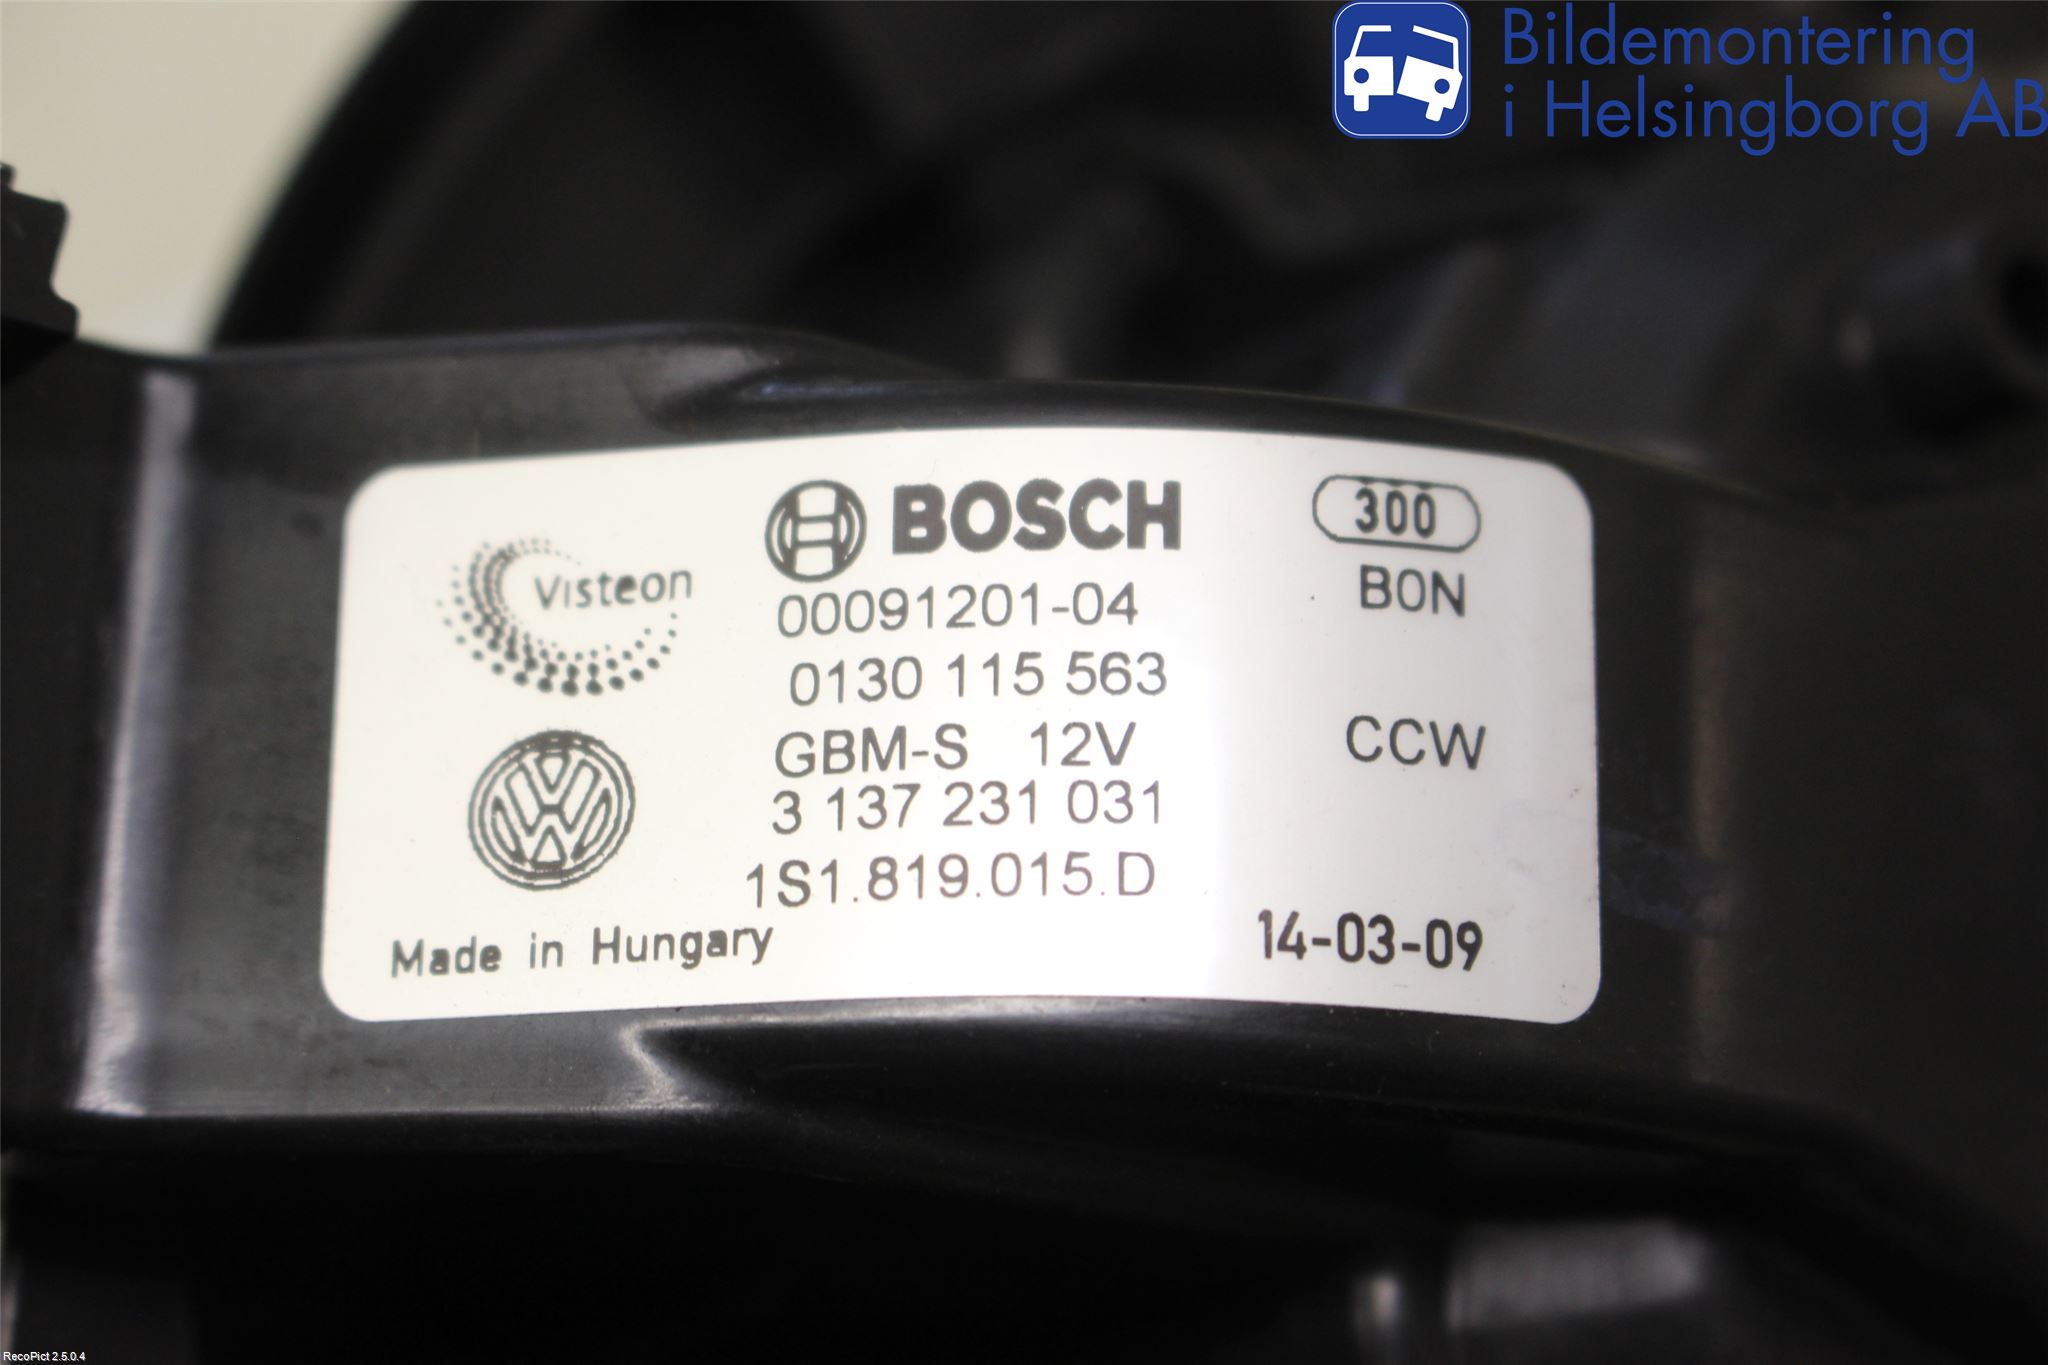 Bildemontering
i Helsingborg AB
Visteon
BOSCH
300
00091201-04
BON
0130 115 563
GBM-S 12V
CCW
3 137 231 031
1S1.819.015.D
Made in Hungary
14-03-09
RecoPict 2.5.0.4